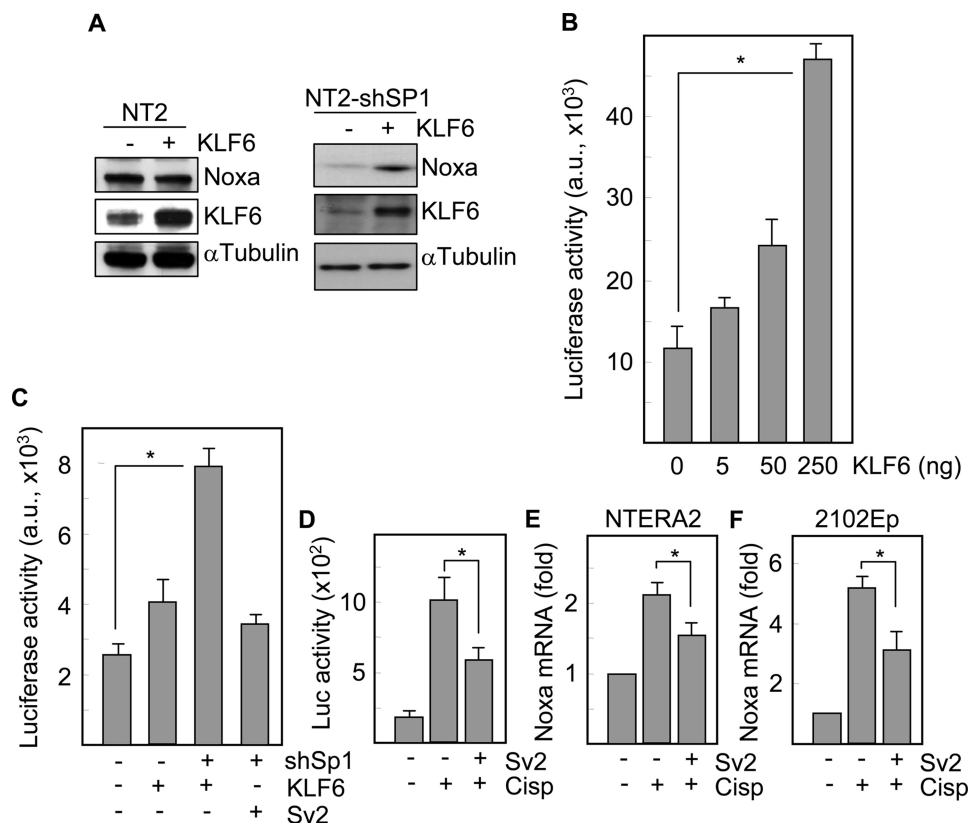 A
NT2
- + KLF6
Noxa
KLF6
αTubulin
NT2-shSP1
- + KLF6
Noxa
KLF6
αTubulin
B
Luciferase activity (a.u., x10³)
40
30
20
10
*
0 5 50 250 KLF6 (ng)
C
Luciferase activity (a.u., x10³)
8
6
4
2
*
- - + + shSp1
- + + - KLF6
- - - + Sv2
D
Luc activity (x10²)
10
5
*
- - + Sv2
- + + Cisp
E
NTERA2
Noxa mRNA (fold)
2
1
*
- - + Sv2
- + + Cisp
F
2102Ep
Noxa mRNA (fold)
6
4
2
*
- - + Sv2
- + + Cisp